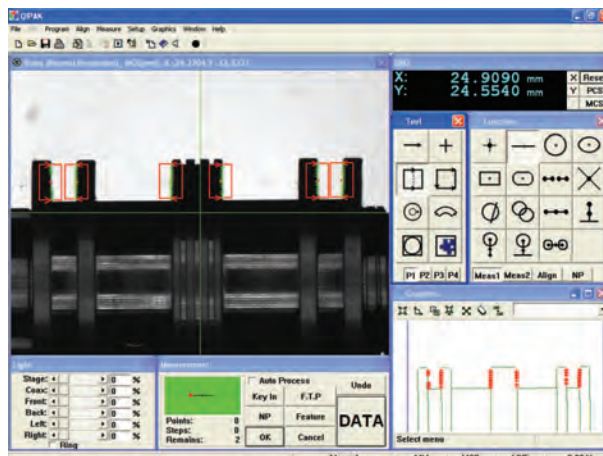 QIPAK
File Program Align Measure Setup Graphics Window Help
X: 24.9090 mm
Y: 24.5540 mm
X Reset
Y PCS
MCS
Tool
Function
P1 P2 P3 P4
Meas1 Meas2 Align NP
Graphics
Light
Stage: 0 %
Coax: 0 %
Front: 0 %
Back: 0 %
Left: 0 %
Right: 0 %
Ring
Measurement
Points: 0
Steps: 0
Remains: 2
Auto Process
Undo
Key In F.T.P
NP Feature
DATA
OK Cancel
Select menu